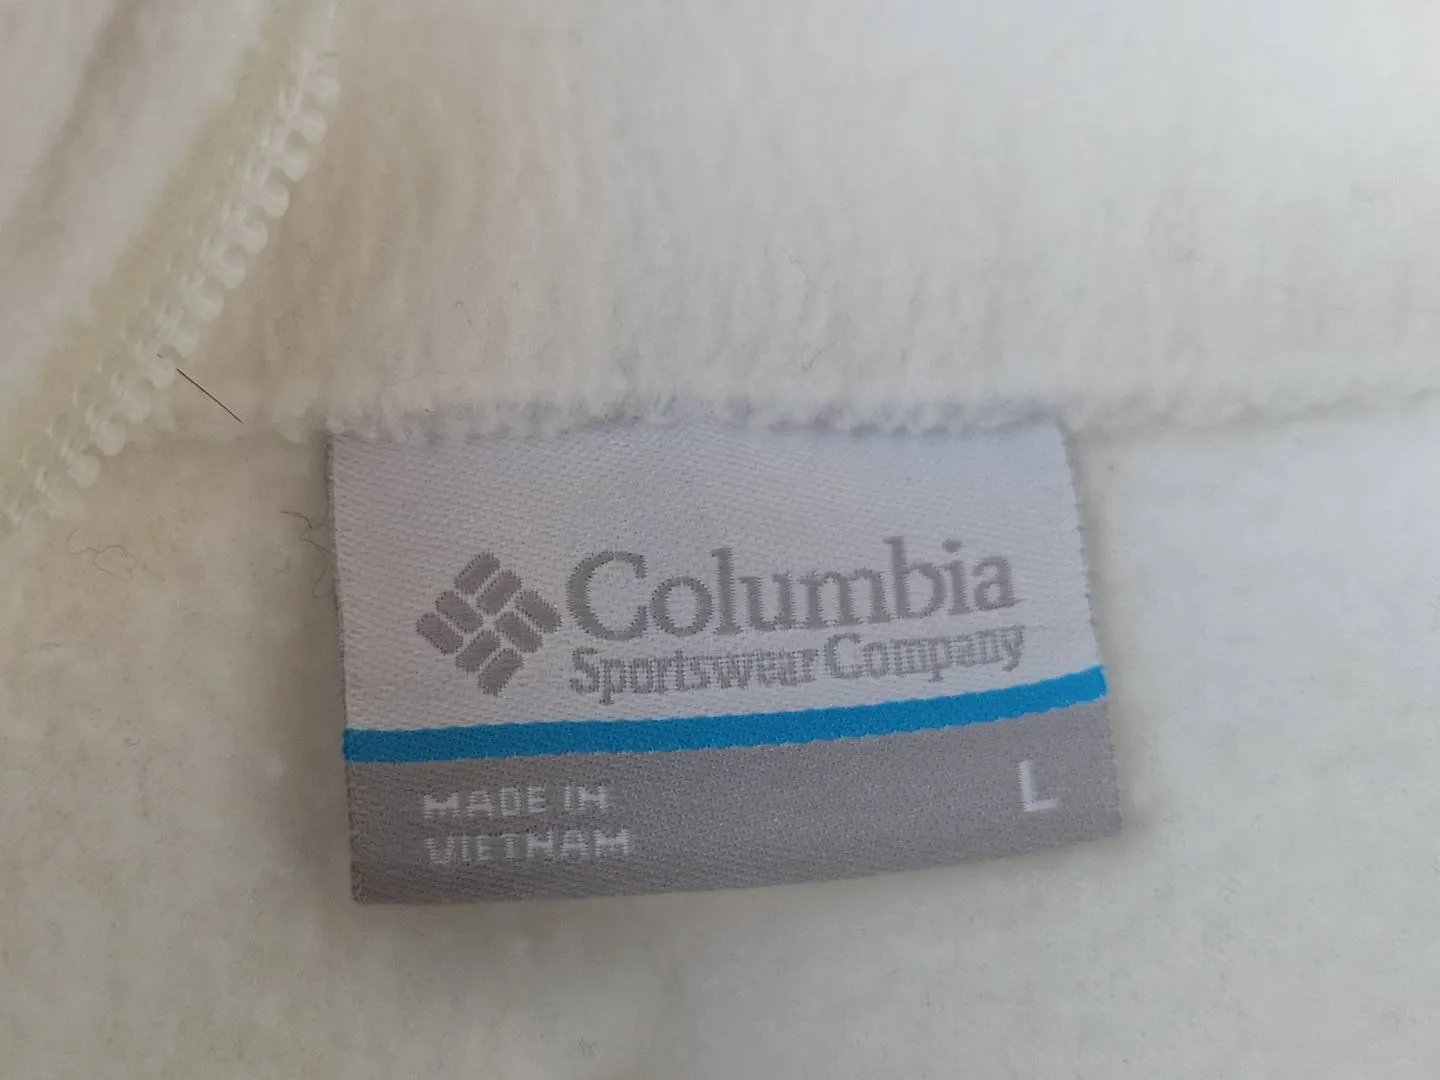 Columbia
Sportswear Company
MADE IN
VIETNAM
L